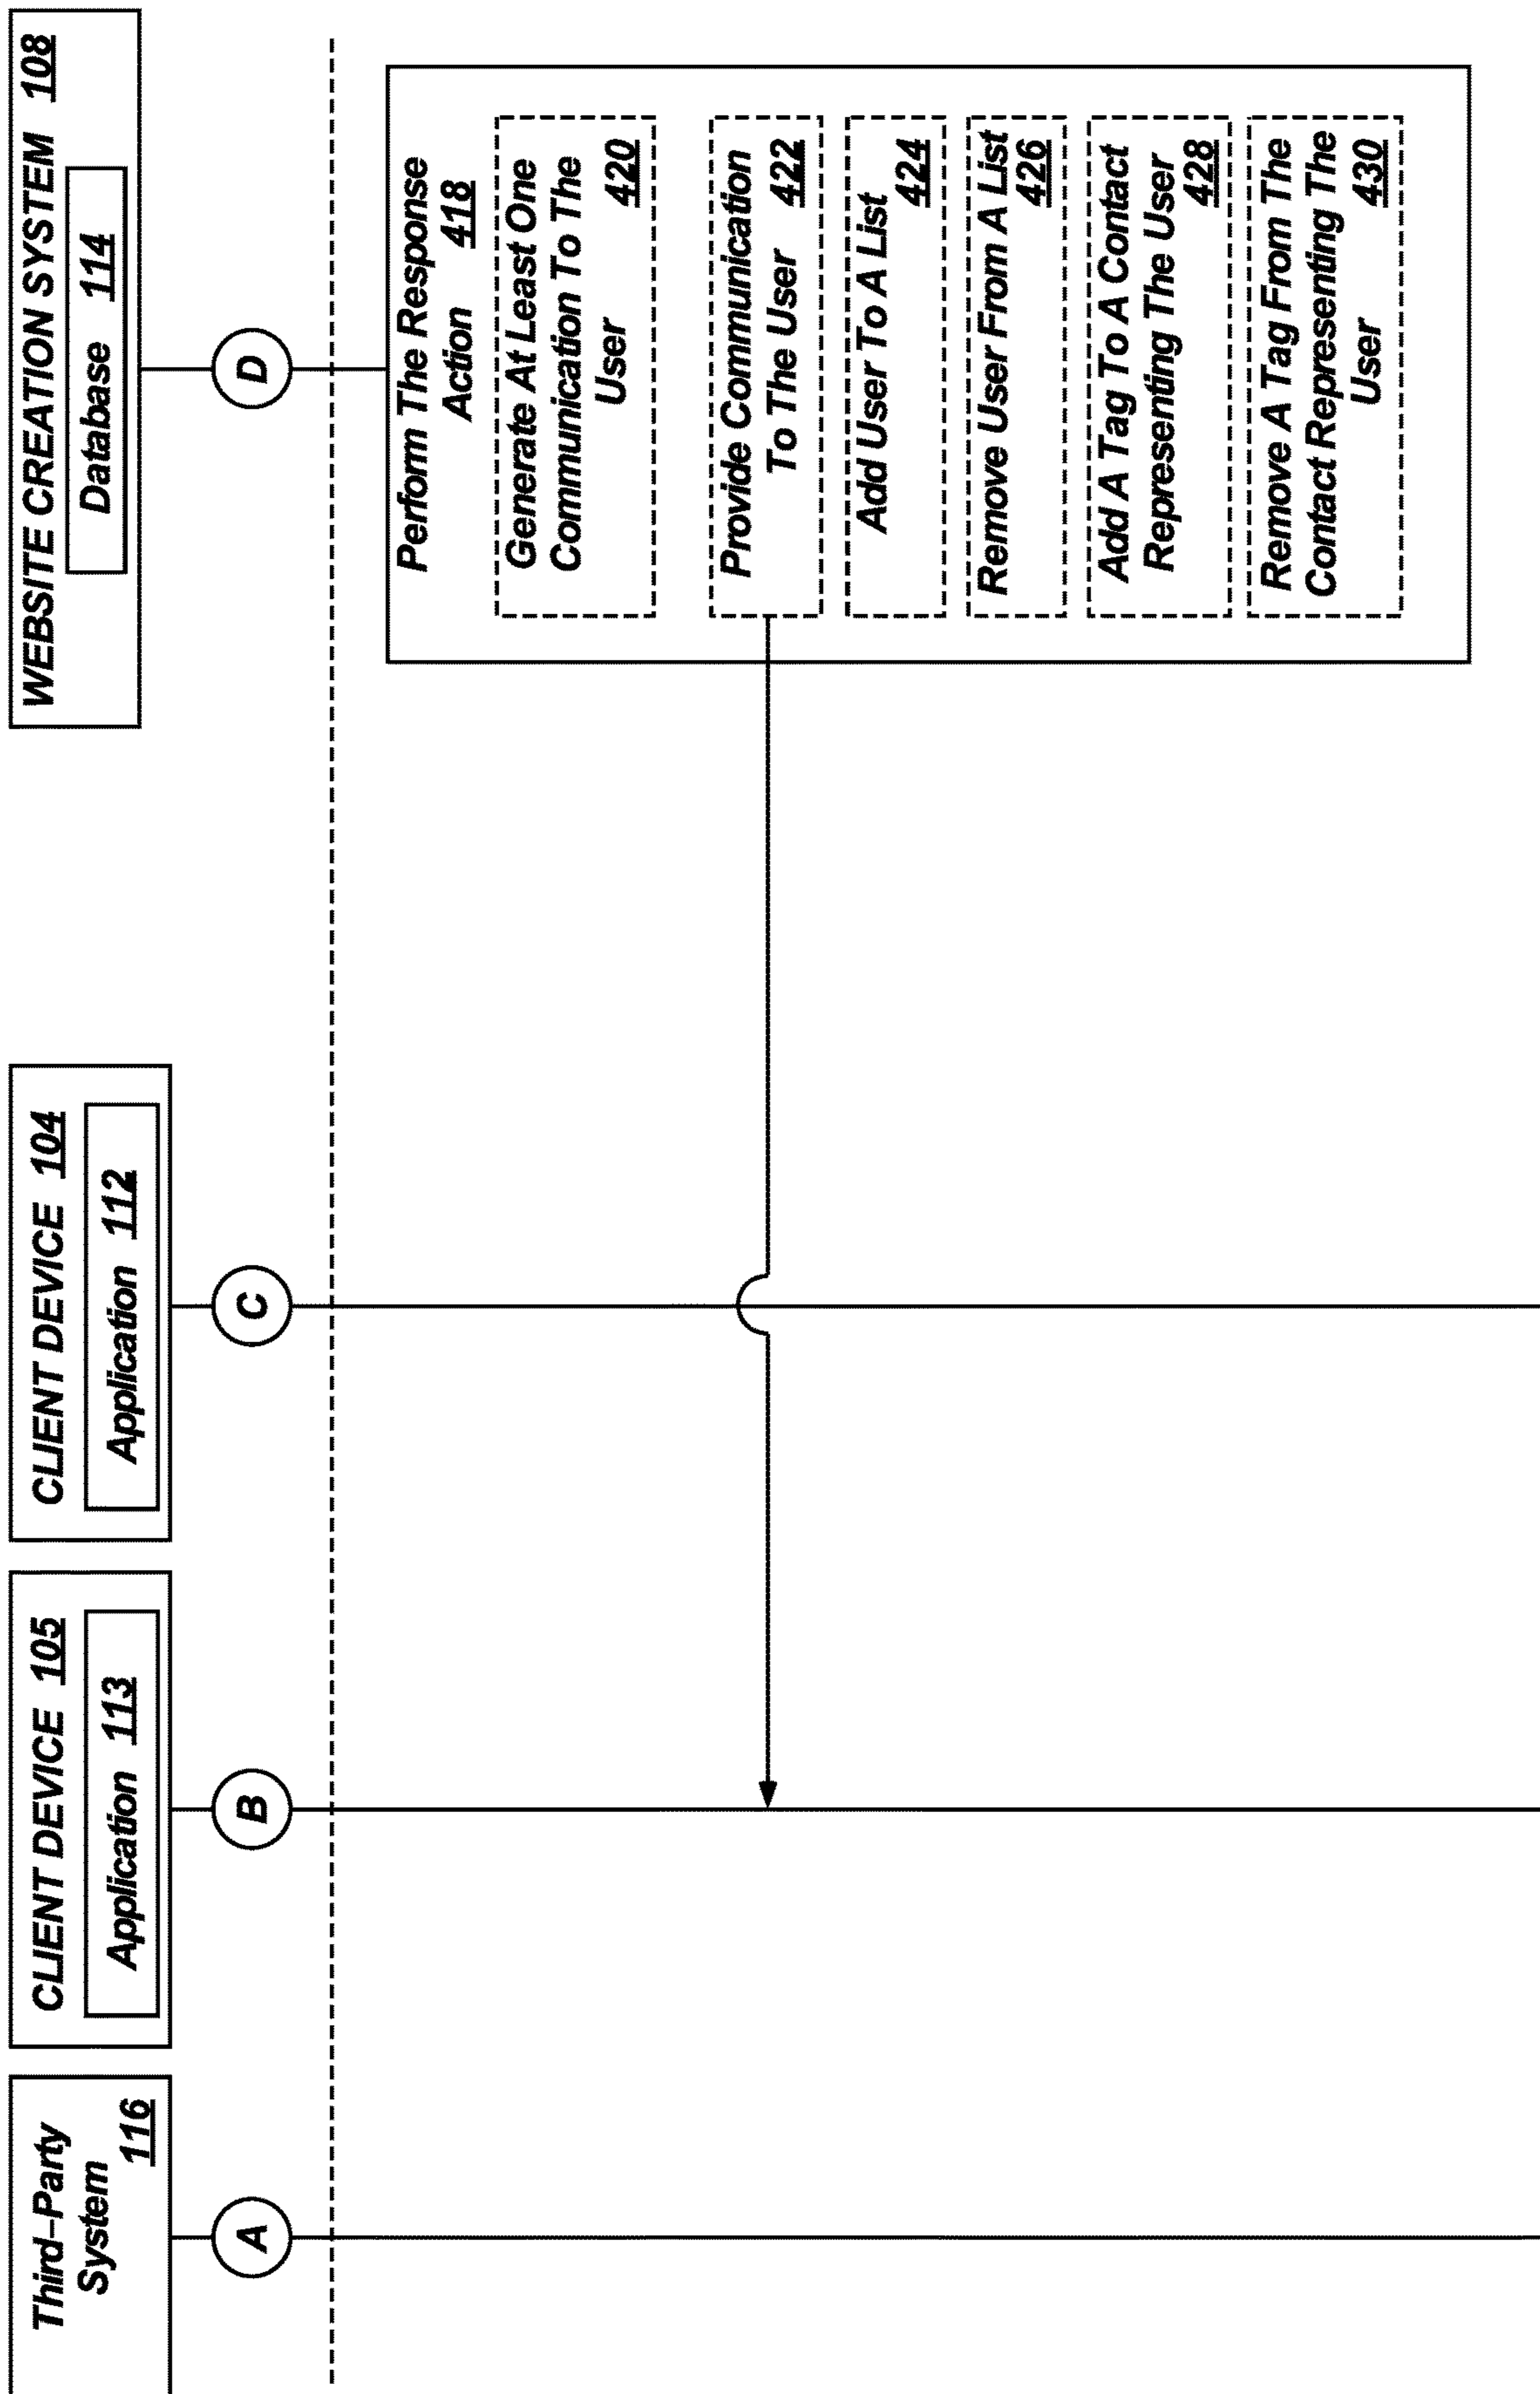 Third-Party
System
116
CLIENT DEVICE 105
Application 113
CLIENT DEVICE 104
Application 112
WEBSITE CREATION SYSTEM 108
Database 114
A
B
C
D
Perform The Response
Action 418
Generate At Least One
Communication To The
User 420
Provide Communication
To The User 422
Add User To A List
424
Remove User From A List
426
Add A Tag To A Contact
Representing The User
428
Remove A Tag From The
Contact Representing The
User 430